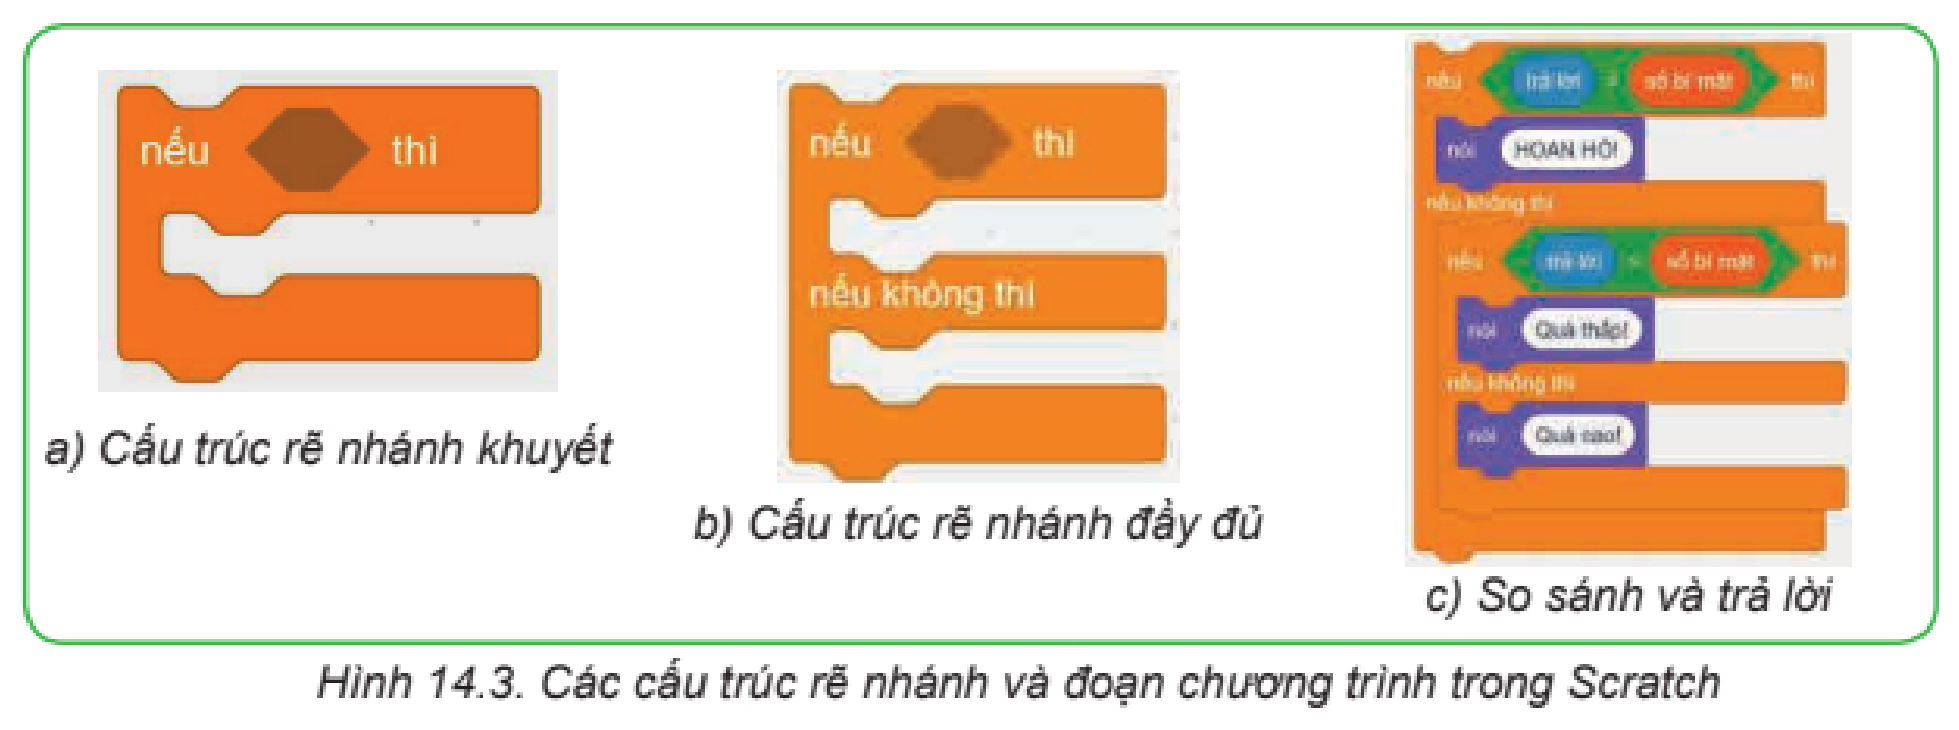 nếu thì
a) Cấu trúc rẽ nhánh khuyết
nếu thì
nếu không thì
b) Cấu trúc rẽ nhánh đầy đủ
nếu trả lời = số bí mật thì
nói HOAN HÔ!
nếu không thì
nếu trả lời < số bí mật thì
nói Quá thấp!
nếu không thì
nói Quá cao!
c) So sánh và trả lời
Hình 14.3. Các cấu trúc rẽ nhánh và đoạn chương trình trong Scratch